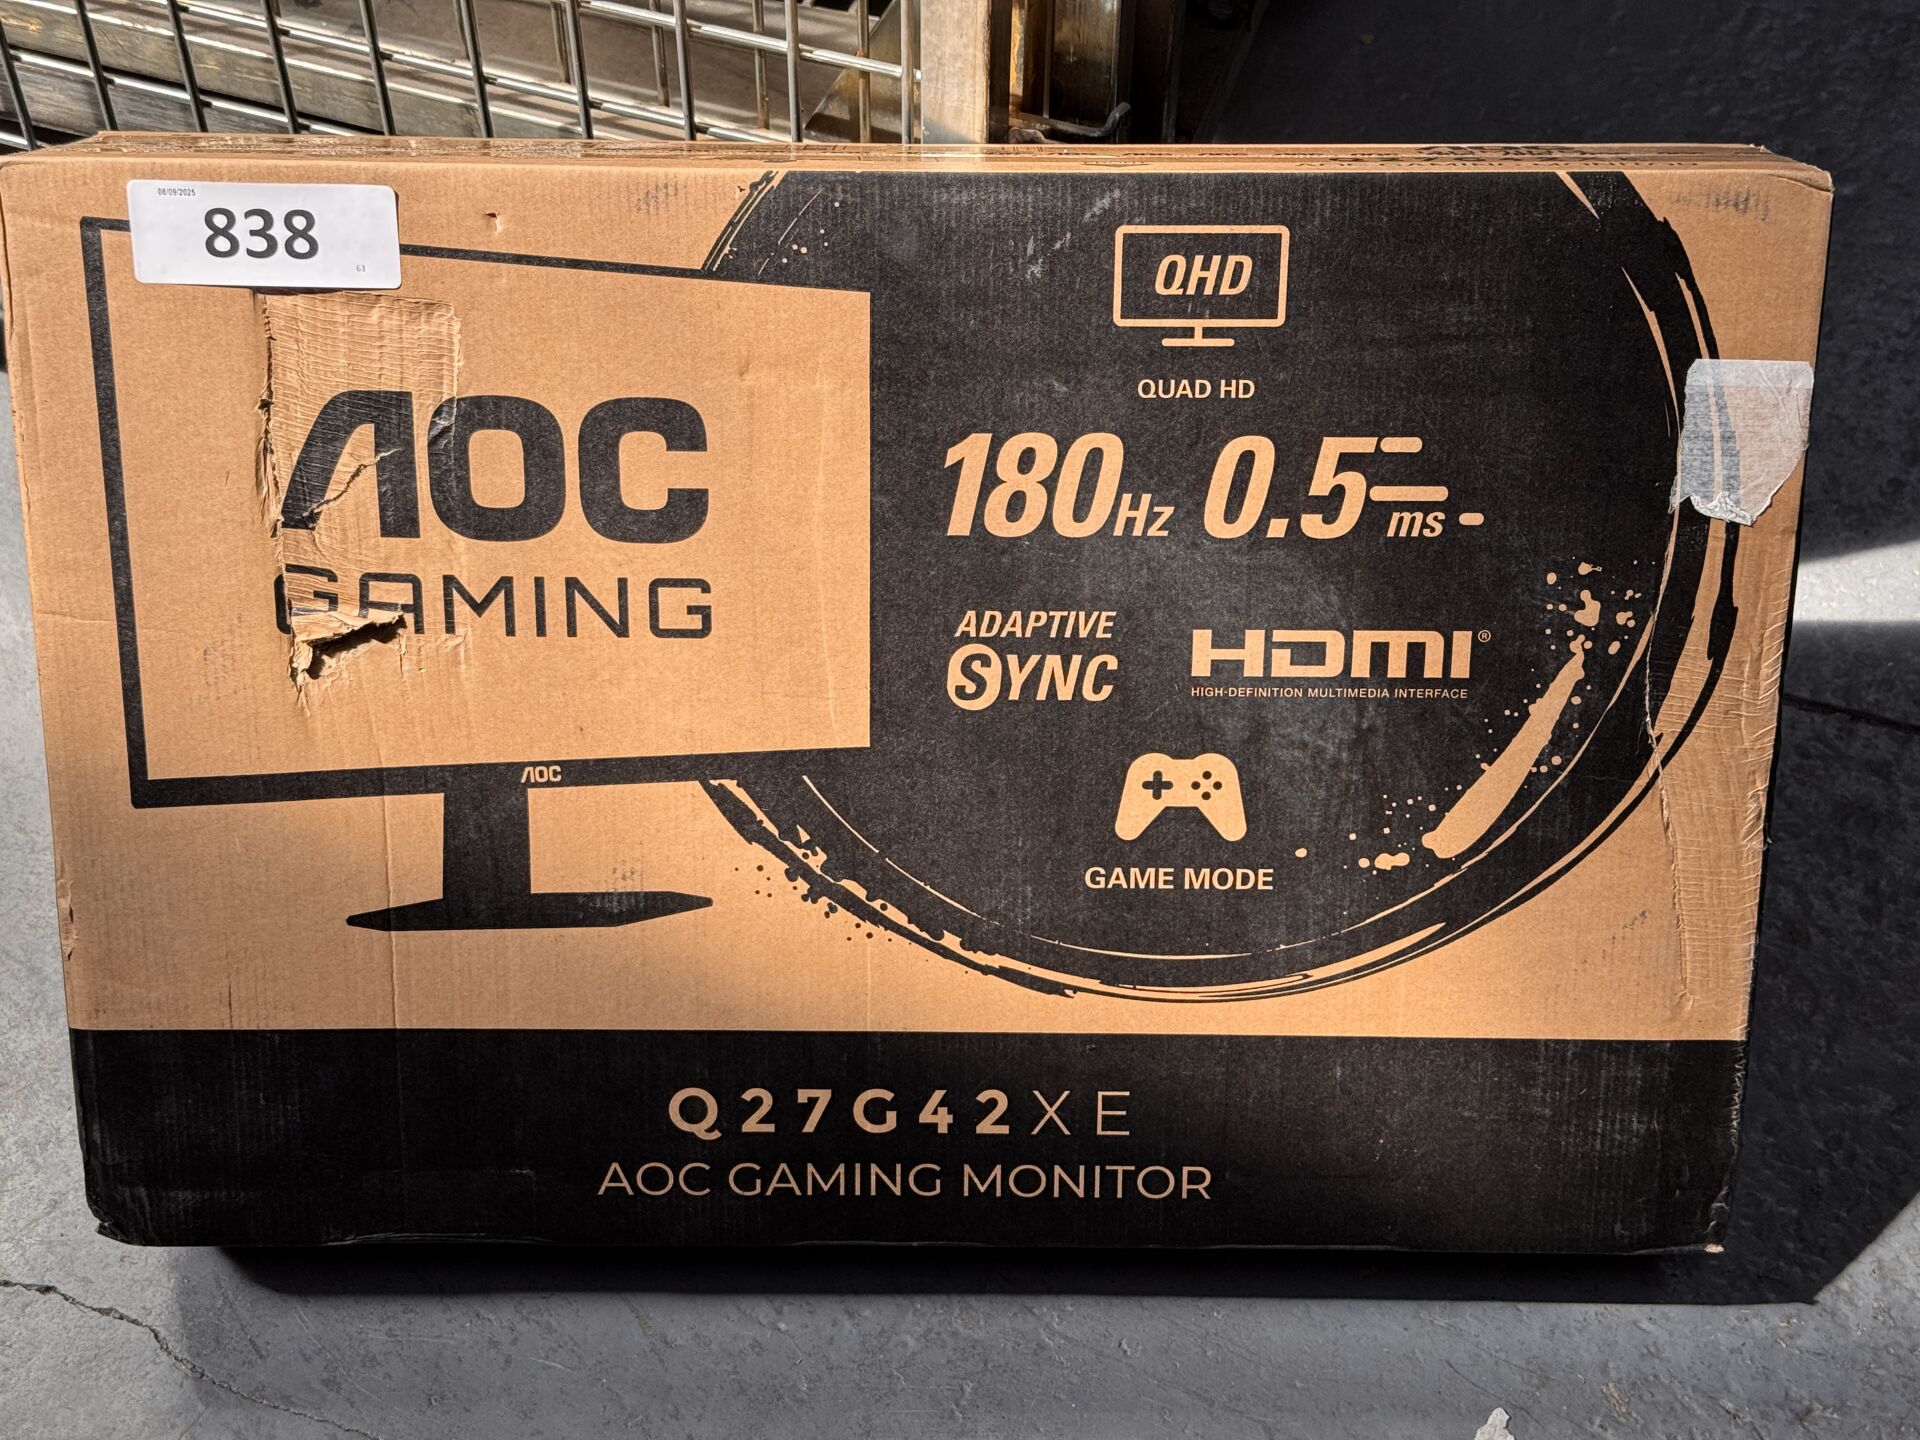 08/09/2025
838
63
QHD
QUAD HD
AOC
GAMING
180Hz 0.5ms
ADAPTIVE
SYNC
HDMI®
HIGH-DEFINITION MULTIMEDIA INTERFACE
AOC
GAME MODE
Q27G42XE
AOC GAMING MONITOR